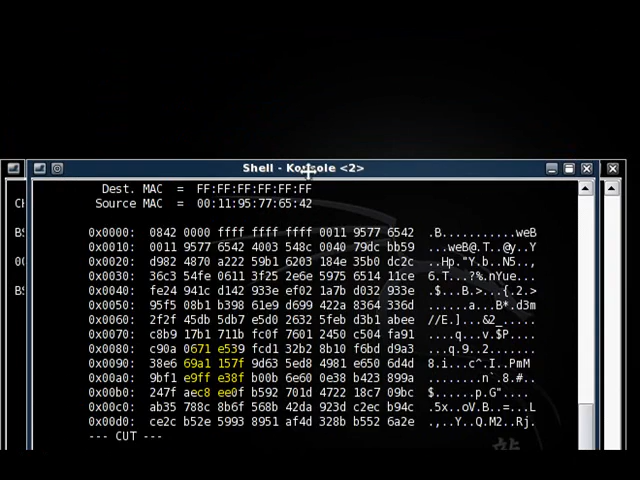 Shell - Konsole <2>
CH
BS
00
BS
Dest. MAC = FF:FF:FF:FF:FF:FF
Source MAC = 00:11:95:77:65:42
0x0000: 0842 0000 ffff ffff ffff 0011 9577 6542 .B...........weB
0x0010: 0011 9577 6542 4003 548c 0040 79dc bb59 ...weB@.T..@y..Y
0x0020: d982 4870 a222 59b1 6203 184e 35b0 dc2c ..Hp."Y.b..N5..,
0x0030: 36c3 54fe 0611 3f25 2e6e 5975 6514 11ce 6.T...?%.nYue...
0x0040: fe24 941c d142 933e ef02 1a7b d032 933e .$...B.>...{.2.>
0x0050: 95f5 08b1 b398 61e9 d699 422a 8364 336d ......a...B*.d3m
0x0060: 2f2f 45db 5db7 e5d0 2632 5feb d3b1 abee //E.]...&2_.....
0x0070: c8b9 17b1 711b fc0f 7601 2450 c504 fa91 ....q...v.$P....
0x0080: c90a 0671 e539 fcd1 32b2 8b10 f6bd d9a3 ...q.9..2.......
0x0090: 38e6 69a1 157f 9d63 5ed8 4981 e650 6d4d 8.i....c^.I..PmM
0x00a0: 9bf1 e9ff e38f b00b 6e60 0e38 b423 899a ........n`.8.#..
0x00b0: 247f aec8 ee0f b592 701d 4722 18c7 09bc $.......p.G"....
0x00c0: ab35 788c 8b6f 568b 42da 923d c2ec b94c .5x..oV.B..=...L
0x00d0: ce2c b52e 5993 8951 af4d 328b b552 6a2e .,..Y..Q.M2..Rj.
--- CUT ---